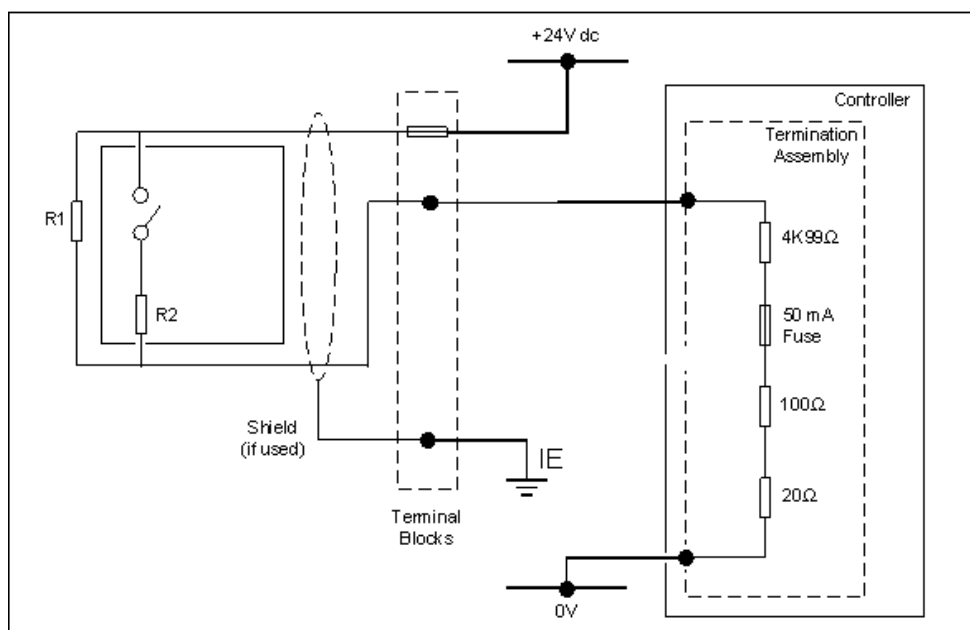 +24V dc
Controller
Termination
Assembly
R1
4K99Ω
R2
50 mA
Fuse
100Ω
Shield
(if used)
IE
20Ω
Terminal
Blocks
0V